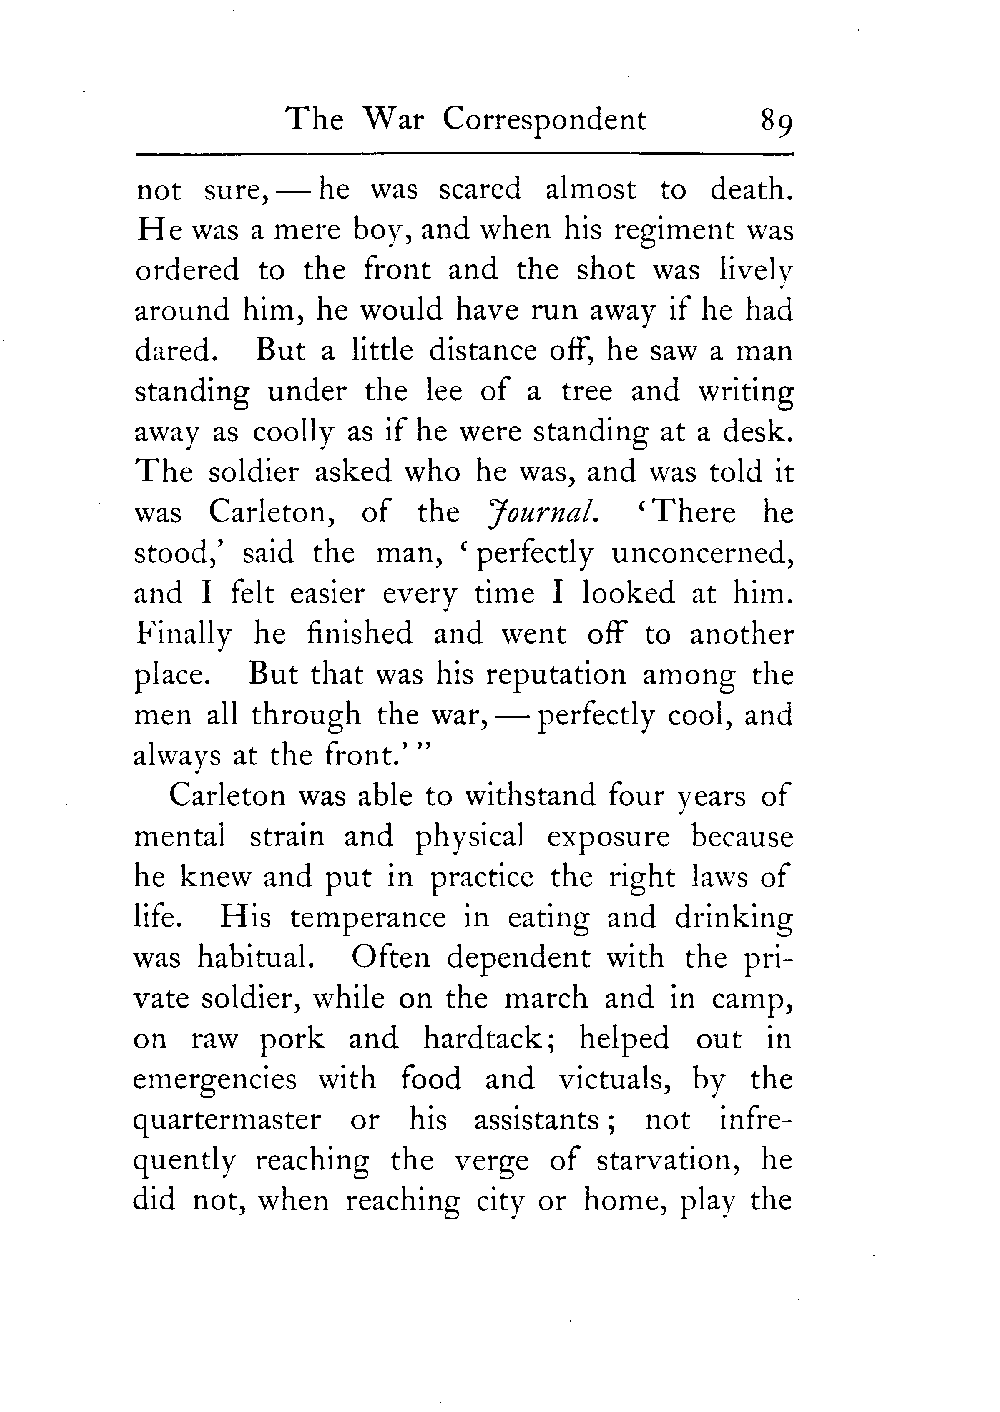 The War Correspondent 89
not sure, — he was scared almost to death.
He was a mere boy, and when his regiment was
ordered to the front and the shot was lively
around him, he would have run away if he had
dared. But a little distance off, he saw a man
standing under the lee of a tree and writing
away as coolly as if he were standing at a desk.
The soldier asked who he was, and was told it
was Carleton, of the Journal. ‘There he
stood,’ said the man, ‘perfectly unconcerned,
and I felt easier every time I looked at him.
Finally he finished and went off to another
place. But that was his reputation among the
men all through the war, — perfectly cool, and
always at the front.’”
Carleton was able to withstand four years of
mental strain and physical exposure because
he knew and put in practice the right laws of
life. His temperance in eating and drinking
was habitual. Often dependent with the pri-
vate soldier, while on the march and in camp,
on raw pork and hardtack; helped out in
emergencies with food and victuals, by the
quartermaster or his assistants; not infre-
quently reaching the verge of starvation, he
did not, when reaching city or home, play the